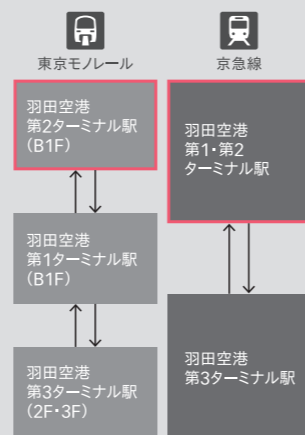 東京モノレール
羽田空港
第2ターミナル駅
(B1F)
羽田空港
第1ターミナル駅
(B1F)
羽田空港
第3ターミナル駅
(2F・3F)
京急線
羽田空港
第1・第2
ターミナル駅
羽田空港
第3ターミナル駅